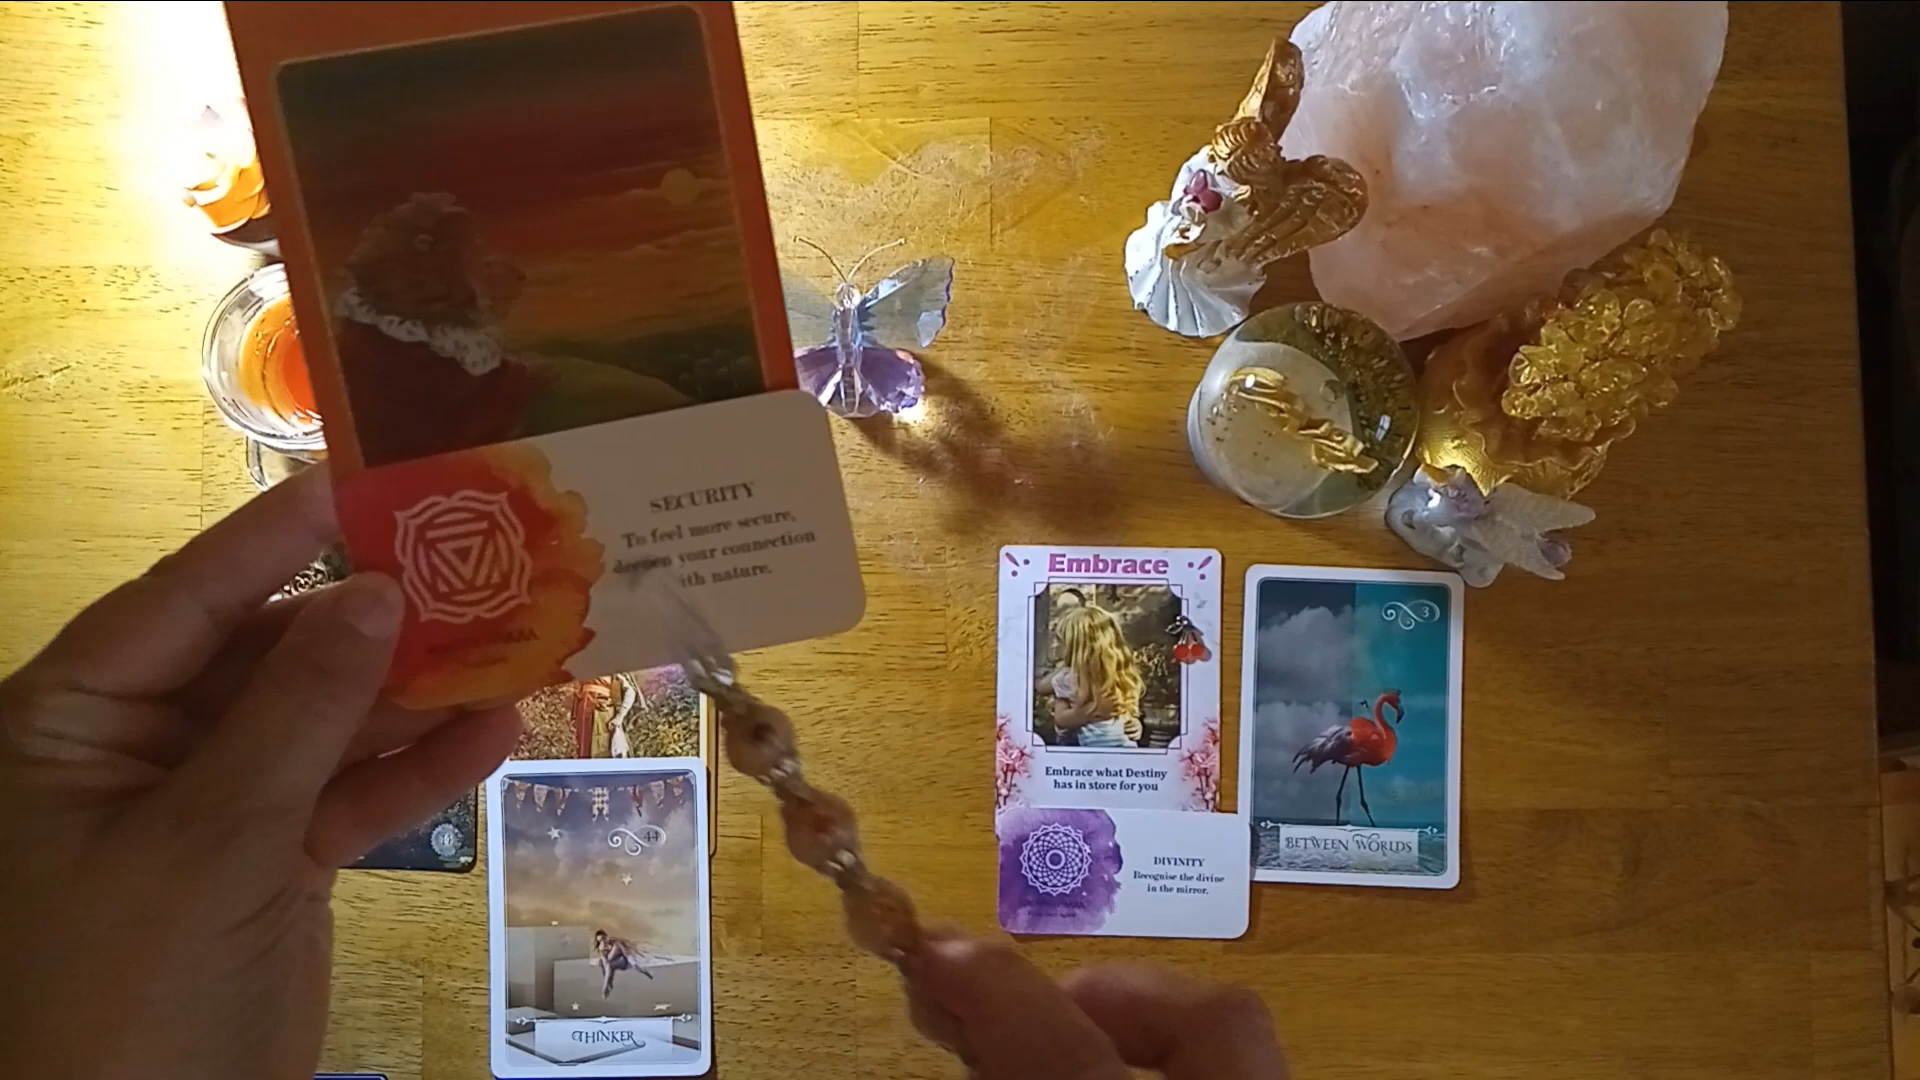 SECURITY
To feel more secure,
deepen your connection
with nature.
Embrace
Embrace what Destiny
has in store for you
3
BETWEEN WORLDS
DIVINITY
Recognise the divine
in the mirror.
44
THINKER